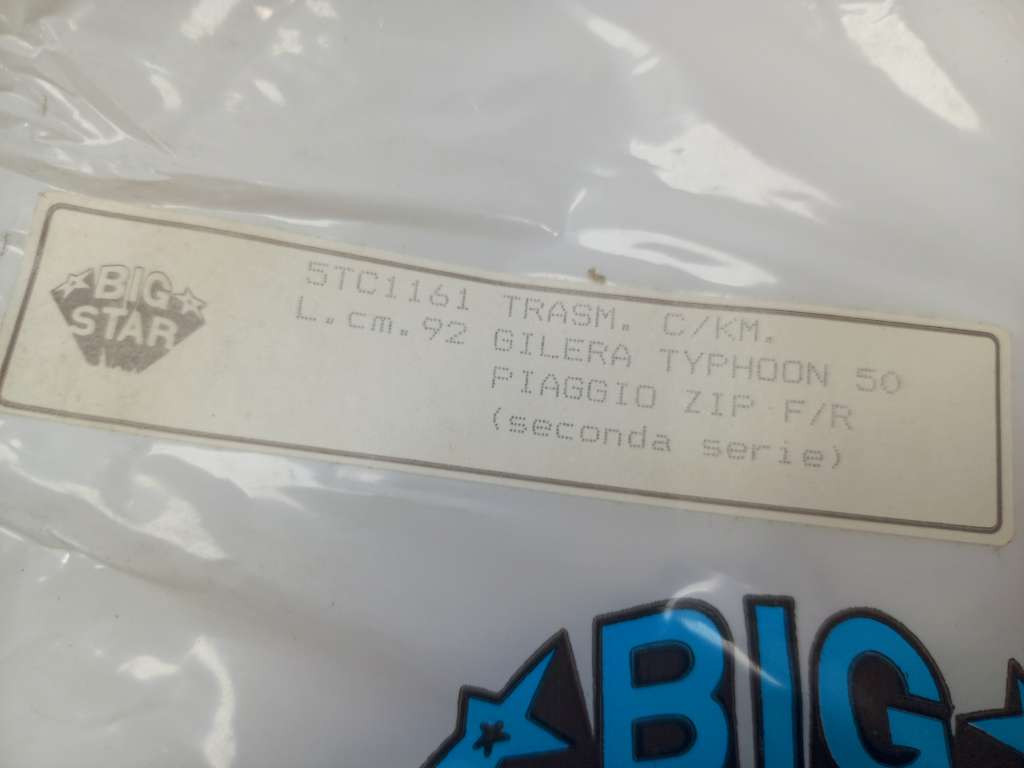 BIG
STAR
5TC1161 TRASM. C/KM.
L.cm.92 GILERA TYPHOON 50
PIAGGIO ZIP F/R
(seconda serie)
BIG